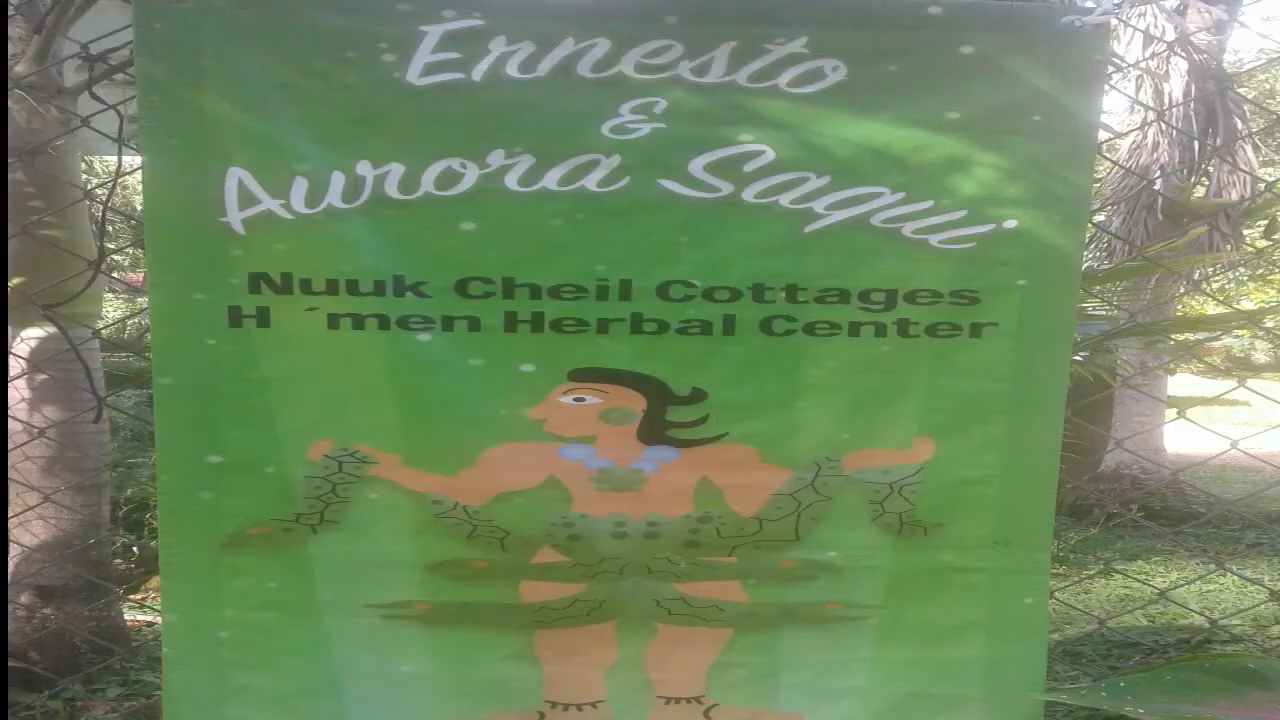 Ernesto
&
Aurora Saqui
Nuuk Cheil Cottages
H ´men Herbal Center